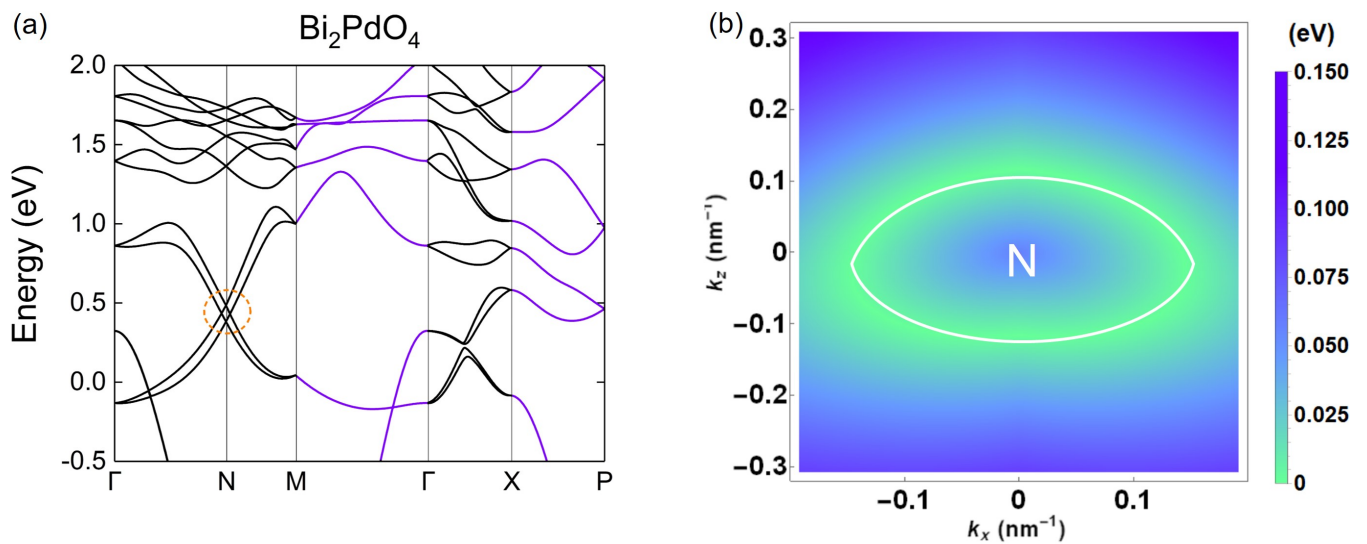 (a)
Bi₂PdO₄
Energy (eV)
2.0
1.5
1.0
0.5
0.0
-0.5
Γ N M Γ X P
(b)
(eV)
k_z (nm⁻¹)
0.3
0.2
0.1
0
−0.1
−0.2
−0.3
N
−0.1 0 0.1
k_x (nm⁻¹)
0.150
0.125
0.100
0.075
0.050
0.025
0